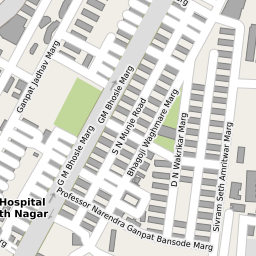 Ganpat Jadhav Marg
GM Bhosle Marg
S N Munje Road
Bhagoji Waghmare Marg
G M Bhosle Marg
D N Wakrikar Marg
Sivram Seth Amritwar Marg
Hospital
th Nagar
Professor Narendra Ganpat Bansode Marg